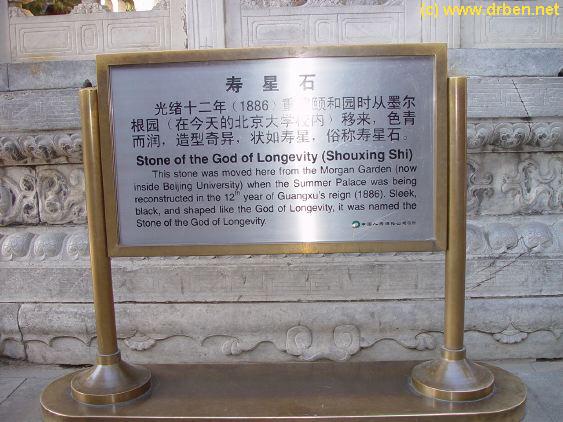 (c) www.drben.net
寿星石
光绪十二年（1886）重建颐和园时从墨尔
根园（在今天的北京大学校内）移来，色青
而润，造型奇异，状如寿星，俗称寿星石。
Stone of the God of Longevity (Shouxing Shi)
This stone was moved here from the Morgan Garden (now
inside Beijing University) when the Summer Palace was being
reconstructed in the 12th year of Guangxu's reign (1886). Sleek,
black, and shaped like the God of Longevity, it was named the
Stone of the God of Longevity.